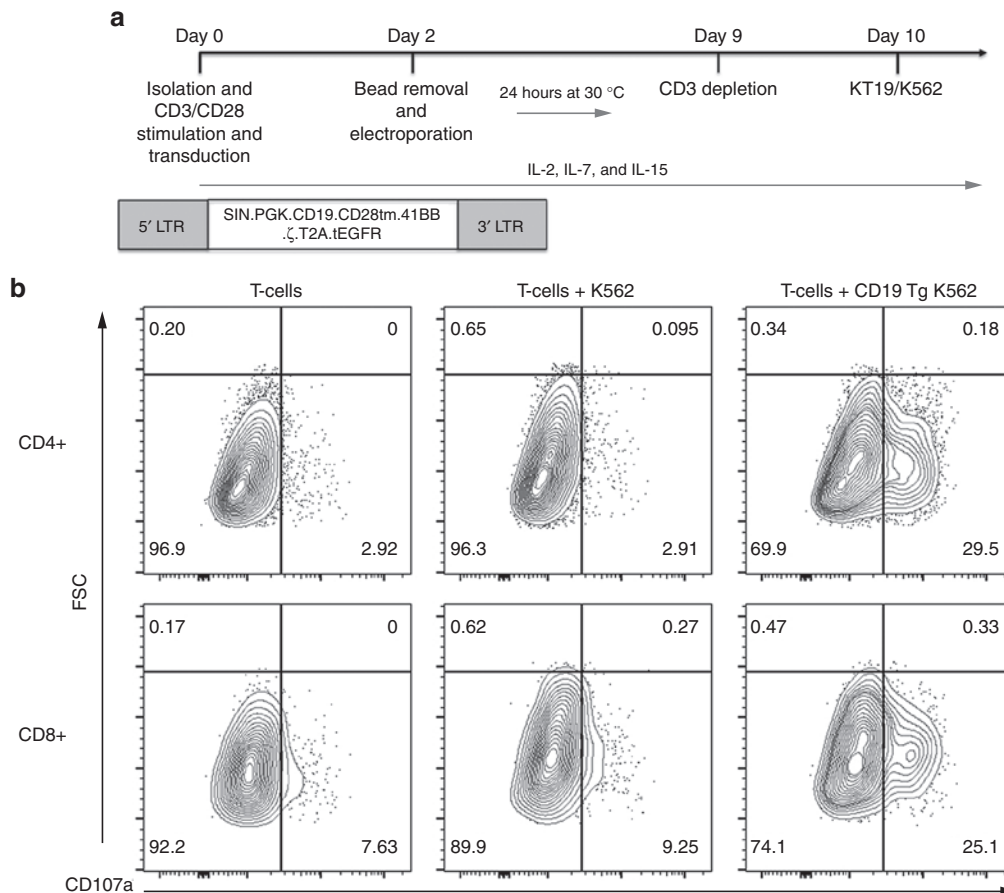 a
Day 0 Day 2 Day 9 Day 10
Isolation and
CD3/CD28
stimulation and
transduction
Bead removal
and
electroporation
24 hours at 30 °C
CD3 depletion
KT19/K562
IL-2, IL-7, and IL-15
5′ LTR
SIN.PGK.CD19.CD28tm.41BB
.ζ.T2A.tEGFR
3′ LTR
b
T-cells T-cells + K562 T-cells + CD19 Tg K562
CD4+
0.20 0 0.65 0.095 0.34 0.18
96.9 2.92 96.3 2.91 69.9 29.5
FSC
CD8+
0.17 0 0.62 0.27 0.47 0.33
92.2 7.63 89.9 9.25 74.1 25.1
CD107a